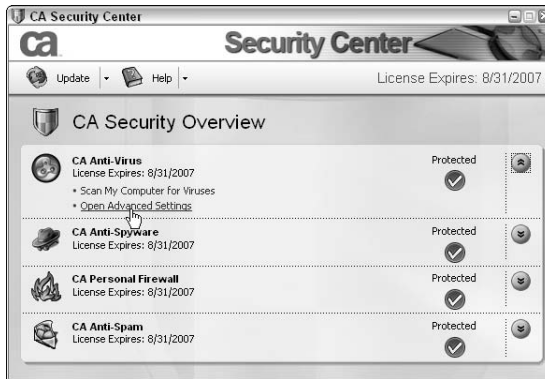 CA Security Center
ca Security Center
Update Help License Expires: 8/31/2007
CA Security Overview
CA Anti-Virus Protected
License Expires: 8/31/2007
• Scan My Computer for Viruses
• Open Advanced Settings
CA Anti-Spyware Protected
License Expires: 8/31/2007
CA Personal Firewall Protected
License Expires: 8/31/2007
CA Anti-Spam Protected
License Expires: 8/31/2007